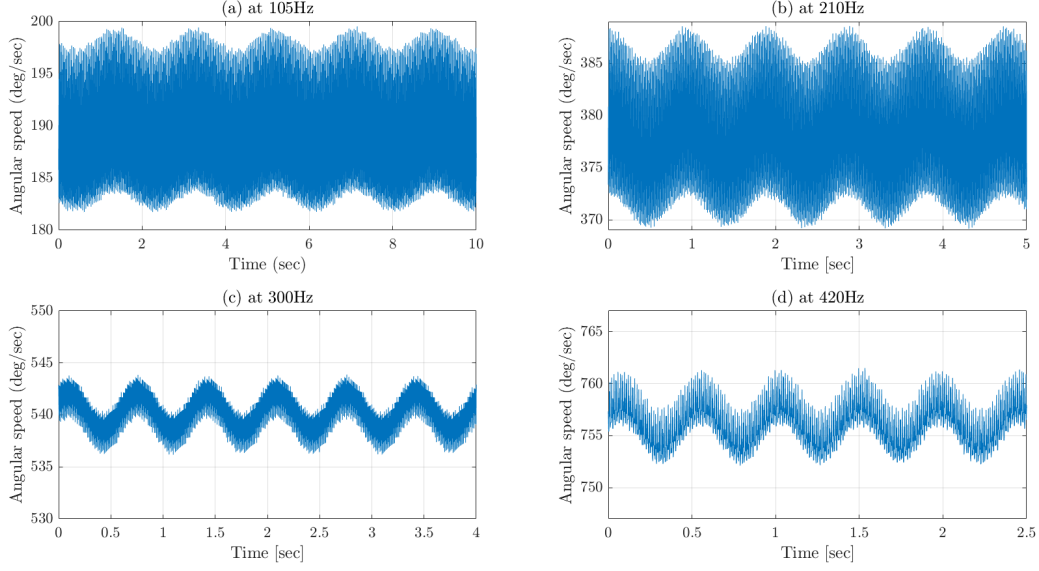 (a) at 105Hz
Angular speed (deg/sec)
200
195
190
185
180
0 2 4 6 8 10
Time (sec)
(b) at 210Hz
Angular speed (deg/sec)
385
380
375
370
0 1 2 3 4 5
Time [sec]
(c) at 300Hz
Angular speed (deg/sec)
550
545
540
535
530
0 0.5 1 1.5 2 2.5 3 3.5 4
Time [sec]
(d) at 420Hz
Angular speed (deg/sec)
765
760
755
750
0 0.5 1 1.5 2 2.5
Time [sec]